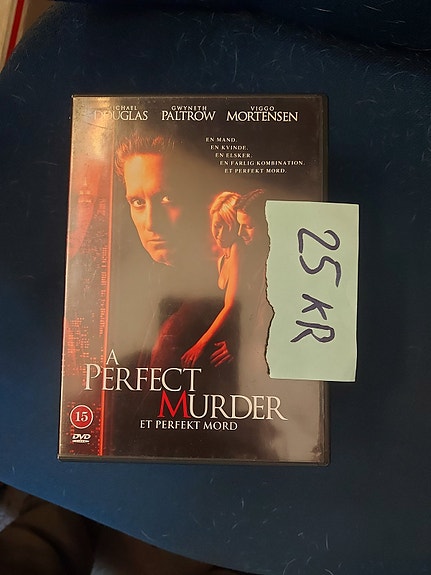 MICHAEL DOUGLAS GWYNETH PALTROW VIGGO MORTENSEN
EN MAND.
EN KVINDE.
EN ELSKER.
EN FARLIG KOMBINATION.
ET PERFEKT MORD.
25 KR
A
PERFECT
MURDER
ET PERFEKT MORD
15
DVD